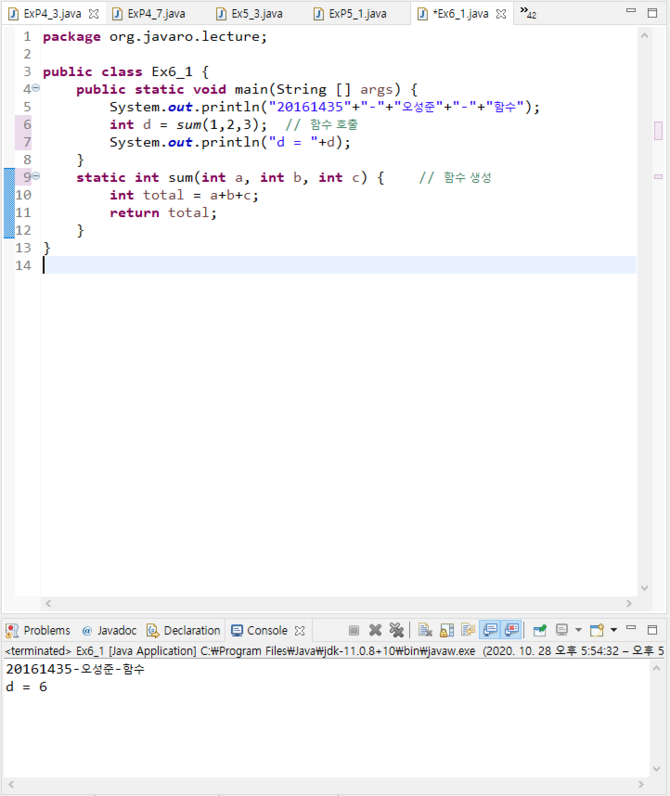 ExP4_3.java ExP4_7.java Ex5_3.java ExP5_1.java *Ex6_1.java »42
1 package org.javaro.lecture;
2
3 public class Ex6_1 {
4 public static void main(String [] args) {
5 System.out.println("20161435"+"-"+"오성준"+"-"+"함수");
6 int d = sum(1,2,3); // 함수 호출
7 System.out.println("d = "+d);
8 }
9 static int sum(int a, int b, int c) { // 함수 생성
10 int total = a+b+c;
11 return total;
12 }
13 }
14
Problems @ Javadoc Declaration Console
<terminated> Ex6_1 [Java Application] C:₩Program Files₩Java₩jdk-11.0.8+10₩bin₩javaw.exe (2020. 10. 28 오후 5:54:32 – 오후 5
20161435-오성준-함수
d = 6